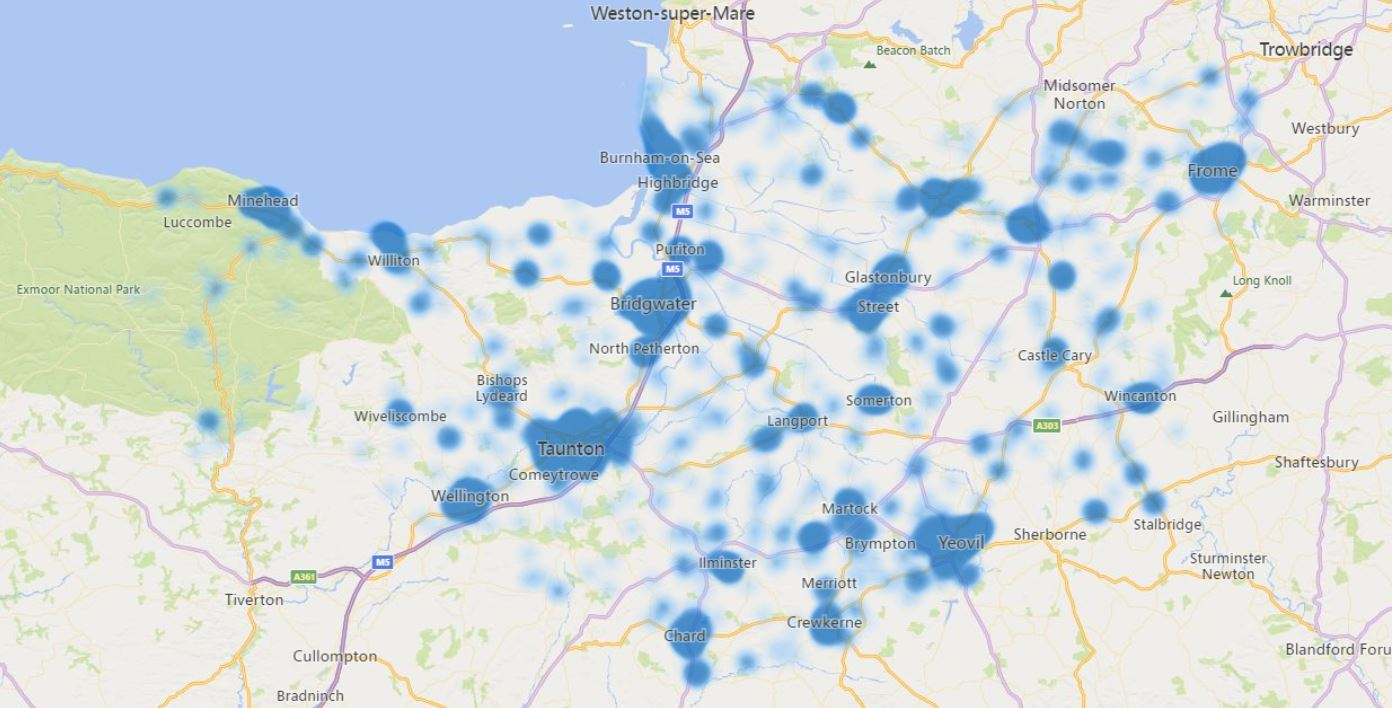 Weston-super-Mare
Beacon Batch
Trowbridge
Midsomer
Norton
Westbury
Burnham-on-Sea
Frome
Highbridge
Minehead
Warminster
M5
Luccombe
Puriton
Williton
M5
Glastonbury
Long Knoll
Exmoor National Park
Bridgwater
Street
North Petherton
Castle Cary
Bishops
Lydeard
Wincanton
Somerton
Wiveliscombe
Langport
Gillingham
A303
Taunton
Shaftesbury
Comeytrowe
Wellington
Martock
Stalbridge
Sherborne
Brympton
Yeovil
M5
Ilminster
Sturminster
Newton
A361
Merriott
Tiverton
Crewkerne
Chard
Blandford Foru
Cullompton
Bradninch